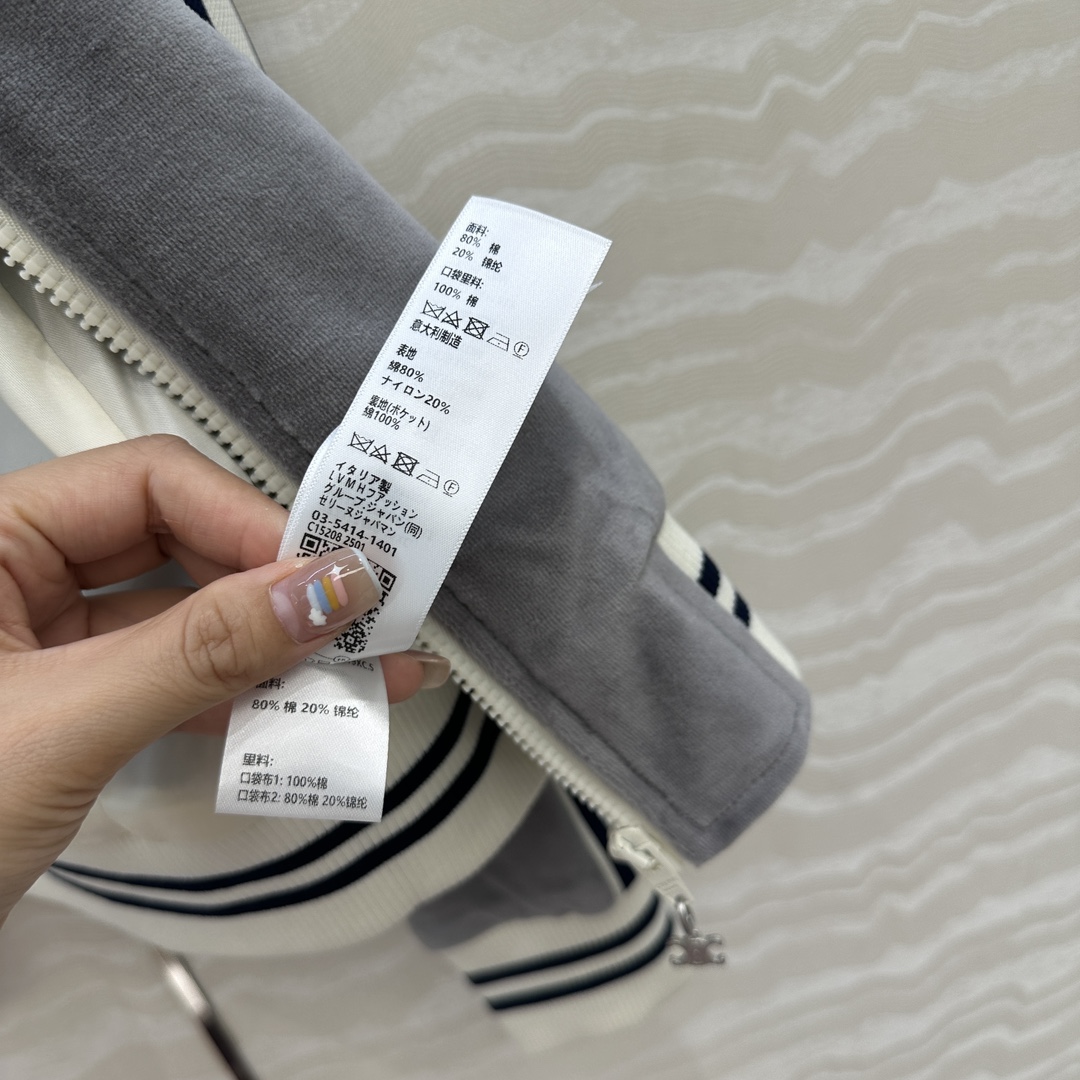 面料:
80% 棉
20% 锦纶
口袋里料:
100% 棉
F
意大利制造
表地
綿80%
ナイロン20%
裏地(ポケット)
綿100%
F
イタリア製
LVMHファッション
グループ・ジャパン(同)
セリーヌジャパマン
03-5414-1401
C15208 2501
面料:
80% 棉 20% 锦纶
里料:
口袋布1: 100%棉
口袋布2: 80%棉 20%锦纶